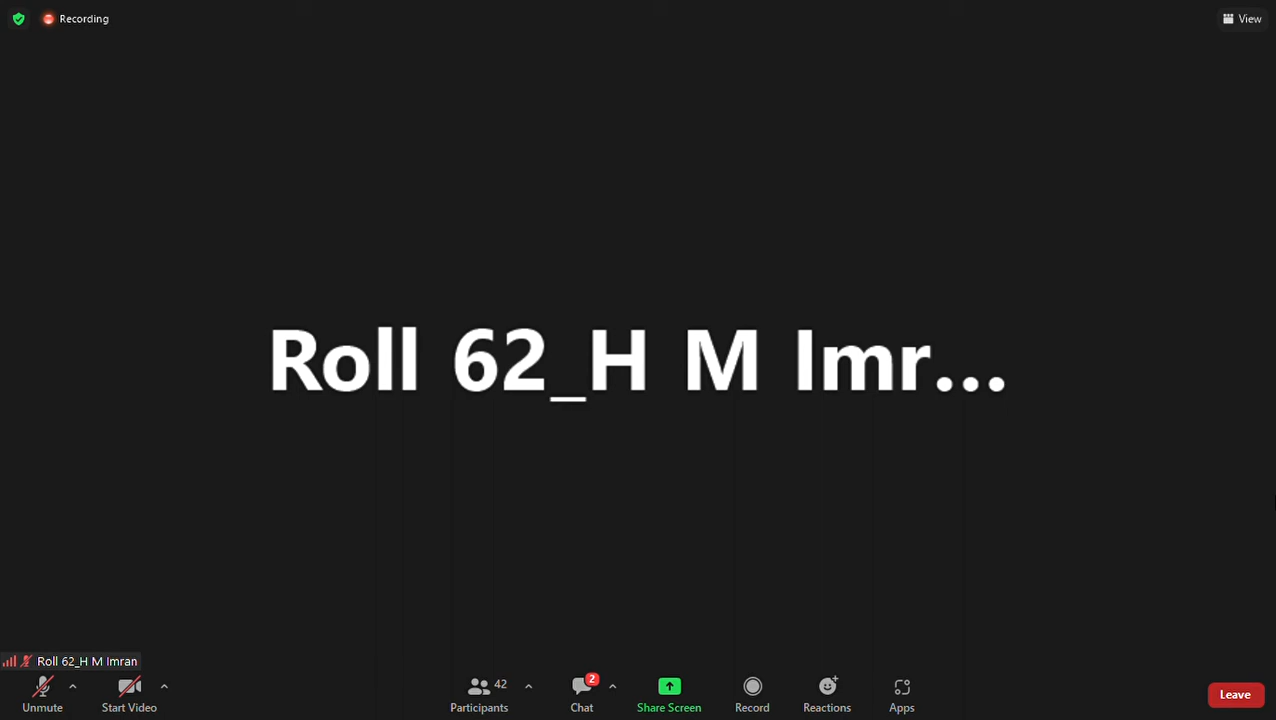 Recording
View
Roll 62_H M Imr...
Roll 62_H M Imran
Unmute
Start Video
42
Participants
2
Chat
Share Screen
Record
Reactions
Apps
Leave